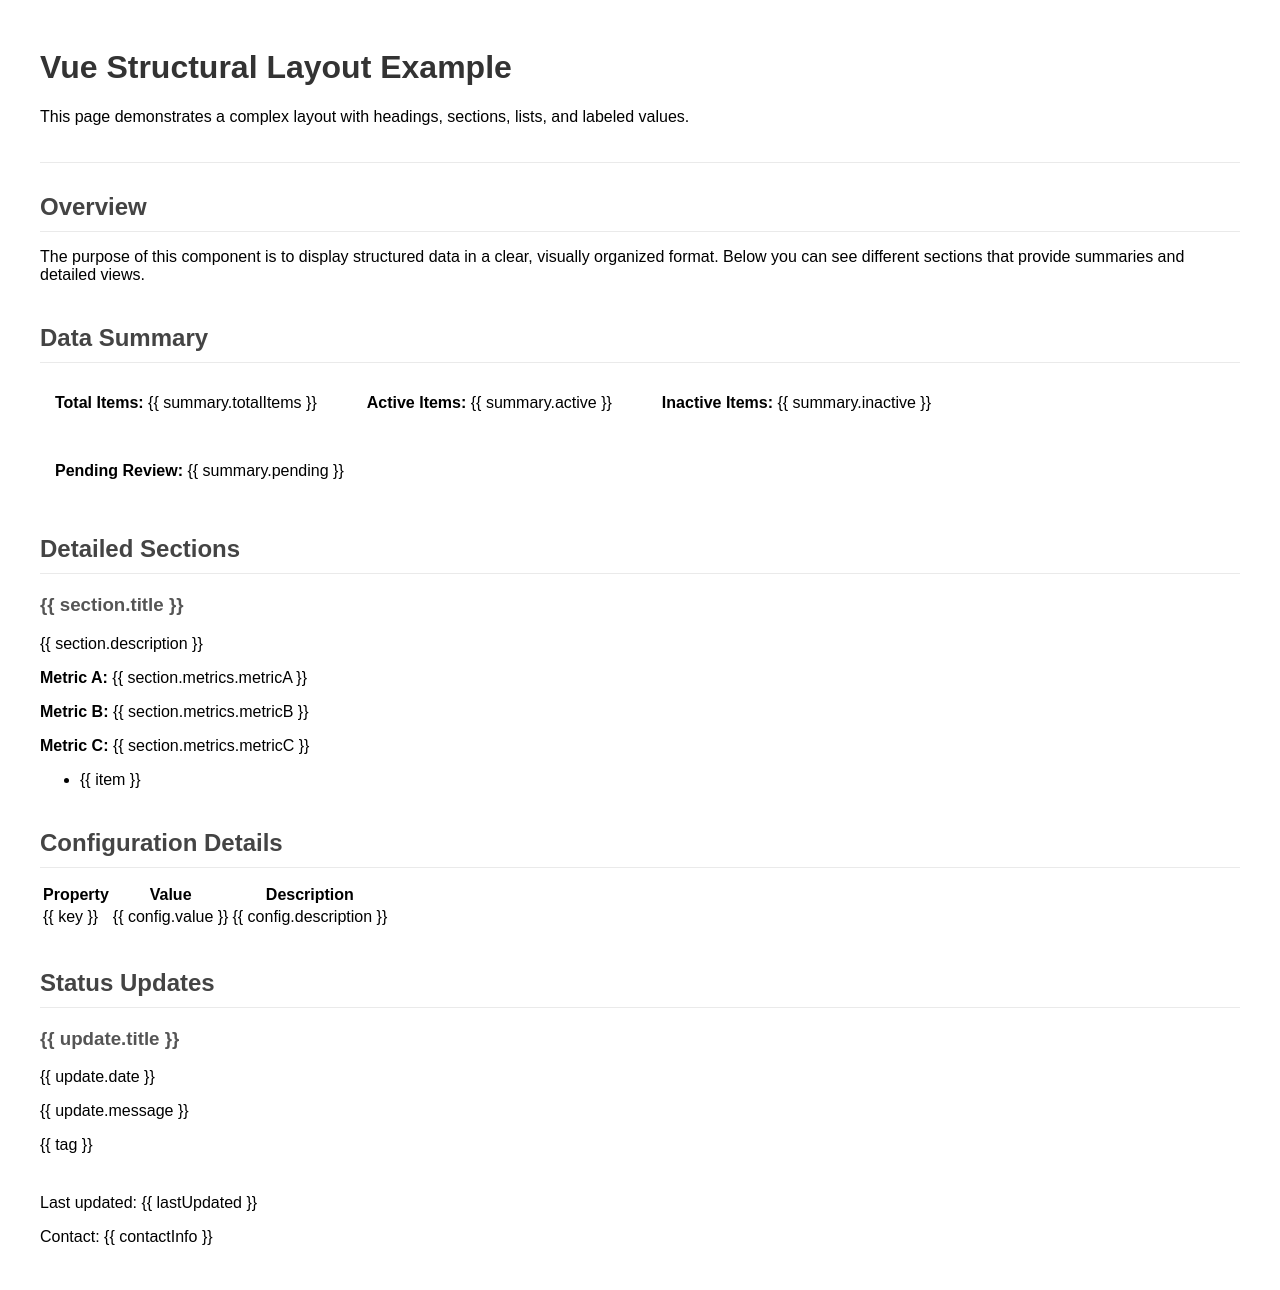 Vue Structural Layout Example
This page demonstrates a complex layout with headings, sections, lists, and labeled values.
Overview
The purpose of this component is to display structured data in a clear, visually organized format. Below you can see different sections that provide summaries and
detailed views.
Data Summary
Total Items: {{ summary.totalItems }} Active Items: {{ summary.active }} Inactive Items: {{ summary.inactive }}
Pending Review: {{ summary.pending }}
Detailed Sections
{{ section.title }}
{{ section.description }}
Metric A: {{ section.metrics.metricA }}
Metric B: {{ section.metrics.metricB }}
Metric C: {{ section.metrics.metricC }}
• {{ item }}
Configuration Details
Property Value Description
{{ key }} {{ config.value }} {{ config.description }}
Status Updates
{{ update.title }}
{{ update.date }}
{{ update.message }}
{{ tag }}
Last updated: {{ lastUpdated }}
Contact: {{ contactInfo }}